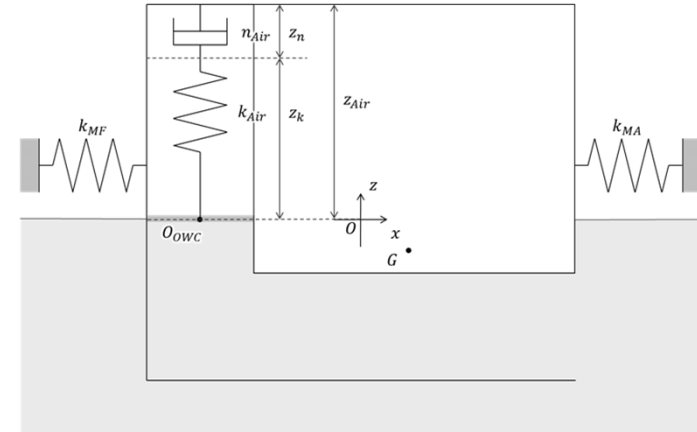 n_Air z_n
z_Air
k_Air z_k
k_MF
k_MA
z
O_OWC
O x
G